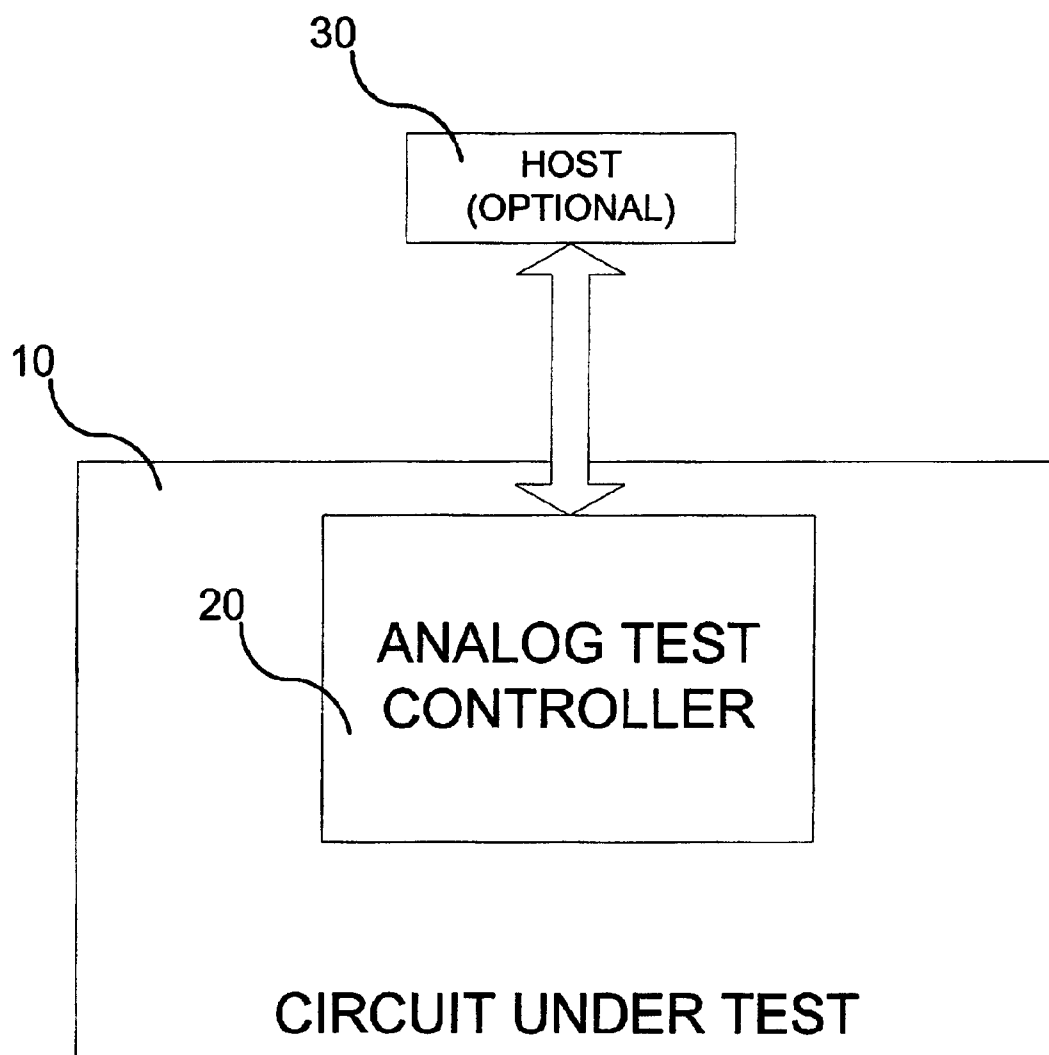 30
HOST
(OPTIONAL)
10
20
ANALOG TEST
CONTROLLER
CIRCUIT UNDER TEST